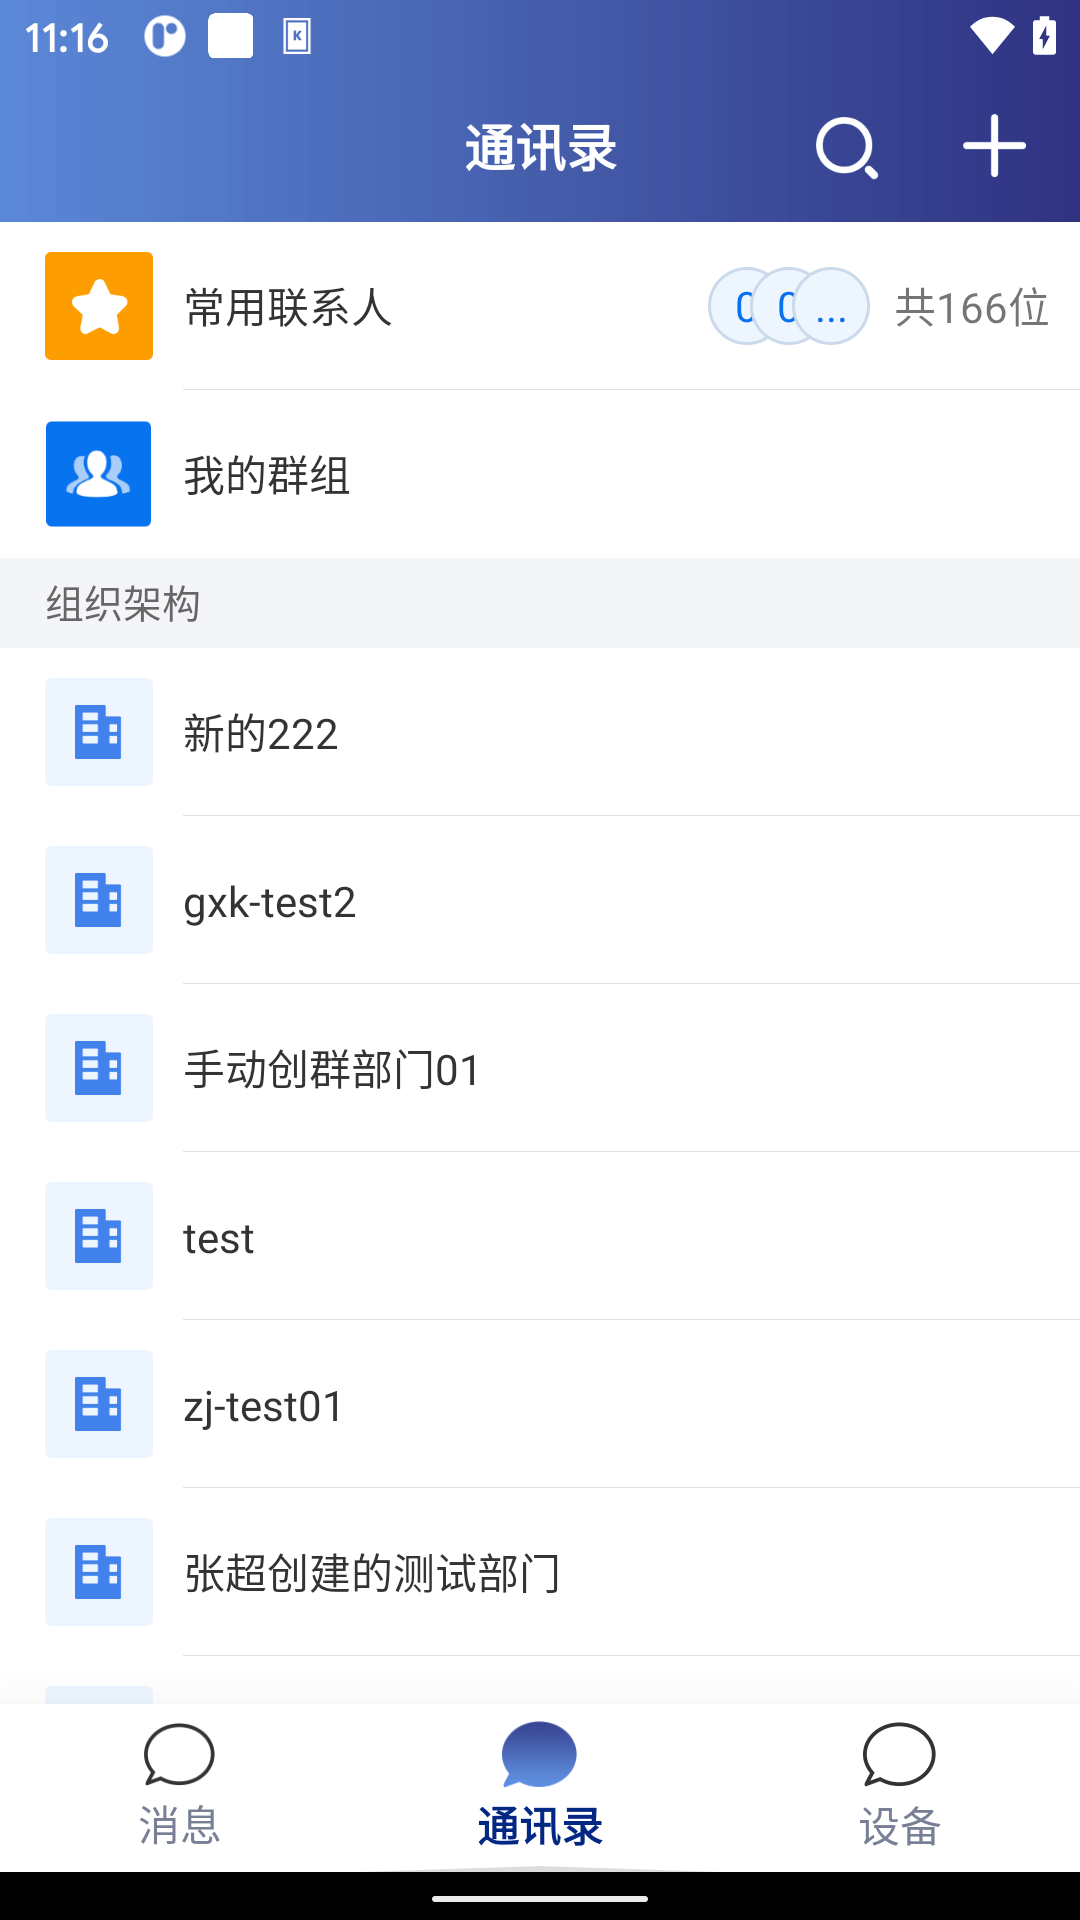 11:16
通讯录
常用联系人
... 共166位
我的群组
组织架构
新的222
gxk-test2
手动创群部门01
test
zj-test01
张超创建的测试部门
消息 通讯录 设备